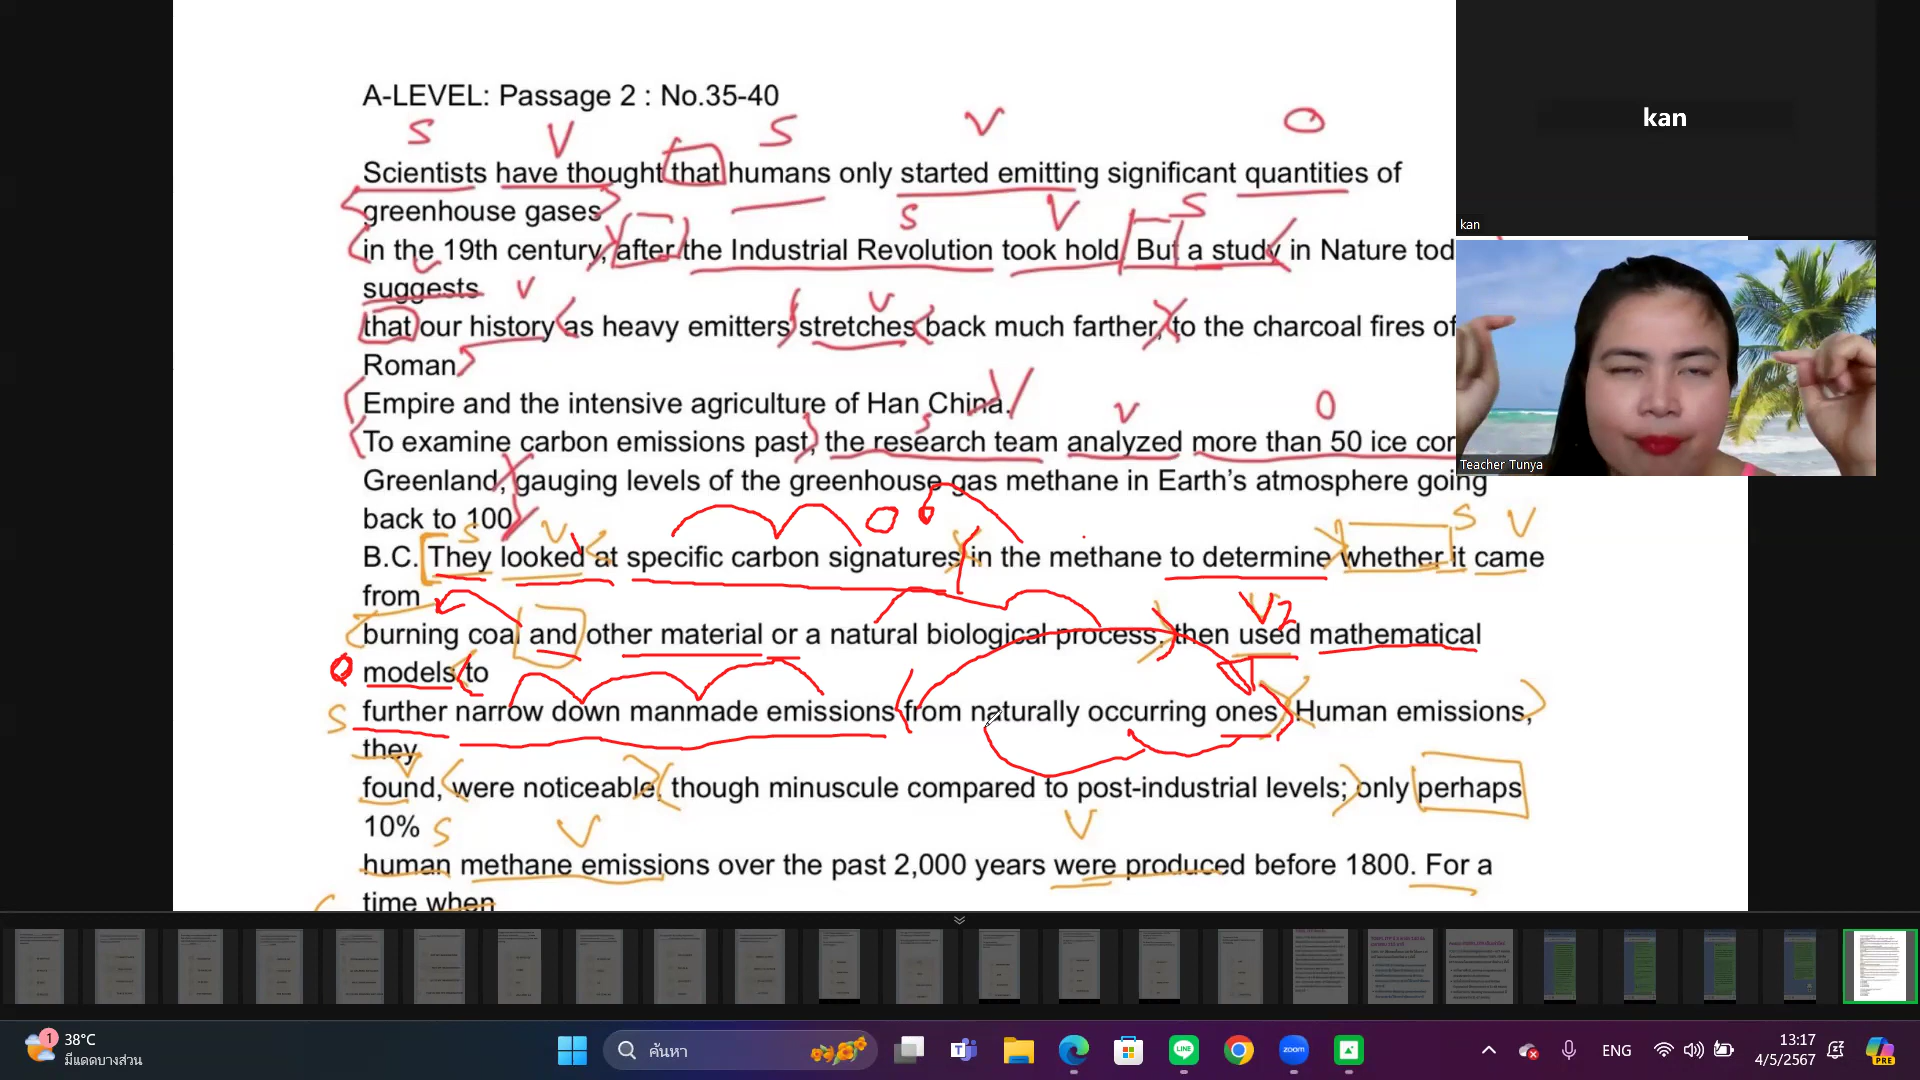 A-LEVEL: Passage 2 : No.35-40
S V S V O
Scientists have thought that humans only started emitting significant quantities of
greenhouse gases
S V S
in the 19th century, after the Industrial Revolution took hold. But a study in Nature tod
suggests
V V V
that our history as heavy emitters stretches back much farther, to the charcoal fires of
Roman
Empire and the intensive agriculture of Han China.
S V O
To examine carbon emissions past, the research team analyzed more than 50 ice cor
Greenland, gauging levels of the greenhouse gas methane in Earth's atmosphere going
back to 100
S V O S V
B.C. They looked at specific carbon signatures in the methane to determine whether it came
from
V2
burning coal and other material or a natural biological process, then used mathematical
O models to
S further narrow down manmade emissions from naturally occurring ones. Human emissions,
they
V
found, were noticeable, though minuscule compared to post-industrial levels; only perhaps
10%
S V V
human methane emissions over the past 2,000 years were produced before 1800. For a
time when
kan
kan
Teacher Tunya
1
38°C
มีแดดบางส่วน
ค้นหา
LINE
zoom
ENG
13:17
4/5/2567
PRE